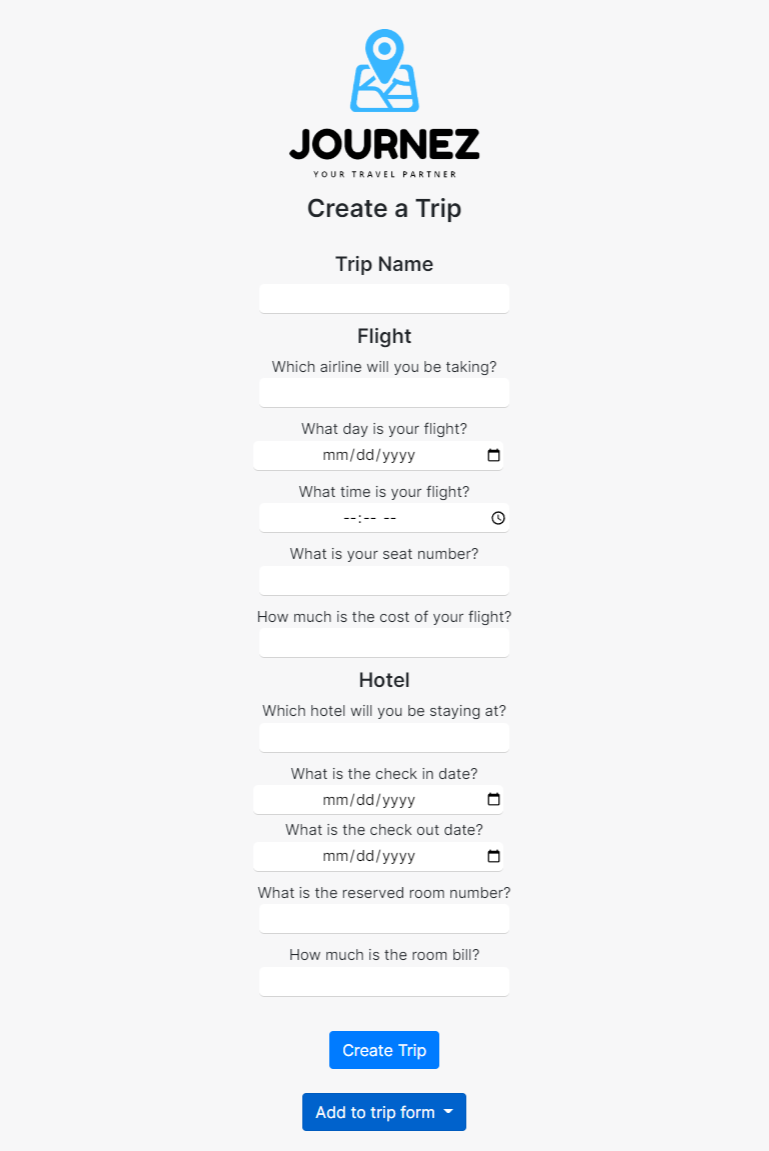 JOURNEZ
YOUR TRAVEL PARTNER
Create a Trip
Trip Name
Flight
Which airline will you be taking?
What day is your flight?
mm/dd/yyyy
What time is your flight?
--:-- --
What is your seat number?
How much is the cost of your flight?
Hotel
Which hotel will you be staying at?
What is the check in date?
mm/dd/yyyy
What is the check out date?
mm/dd/yyyy
What is the reserved room number?
How much is the room bill?
Create Trip
Add to trip form